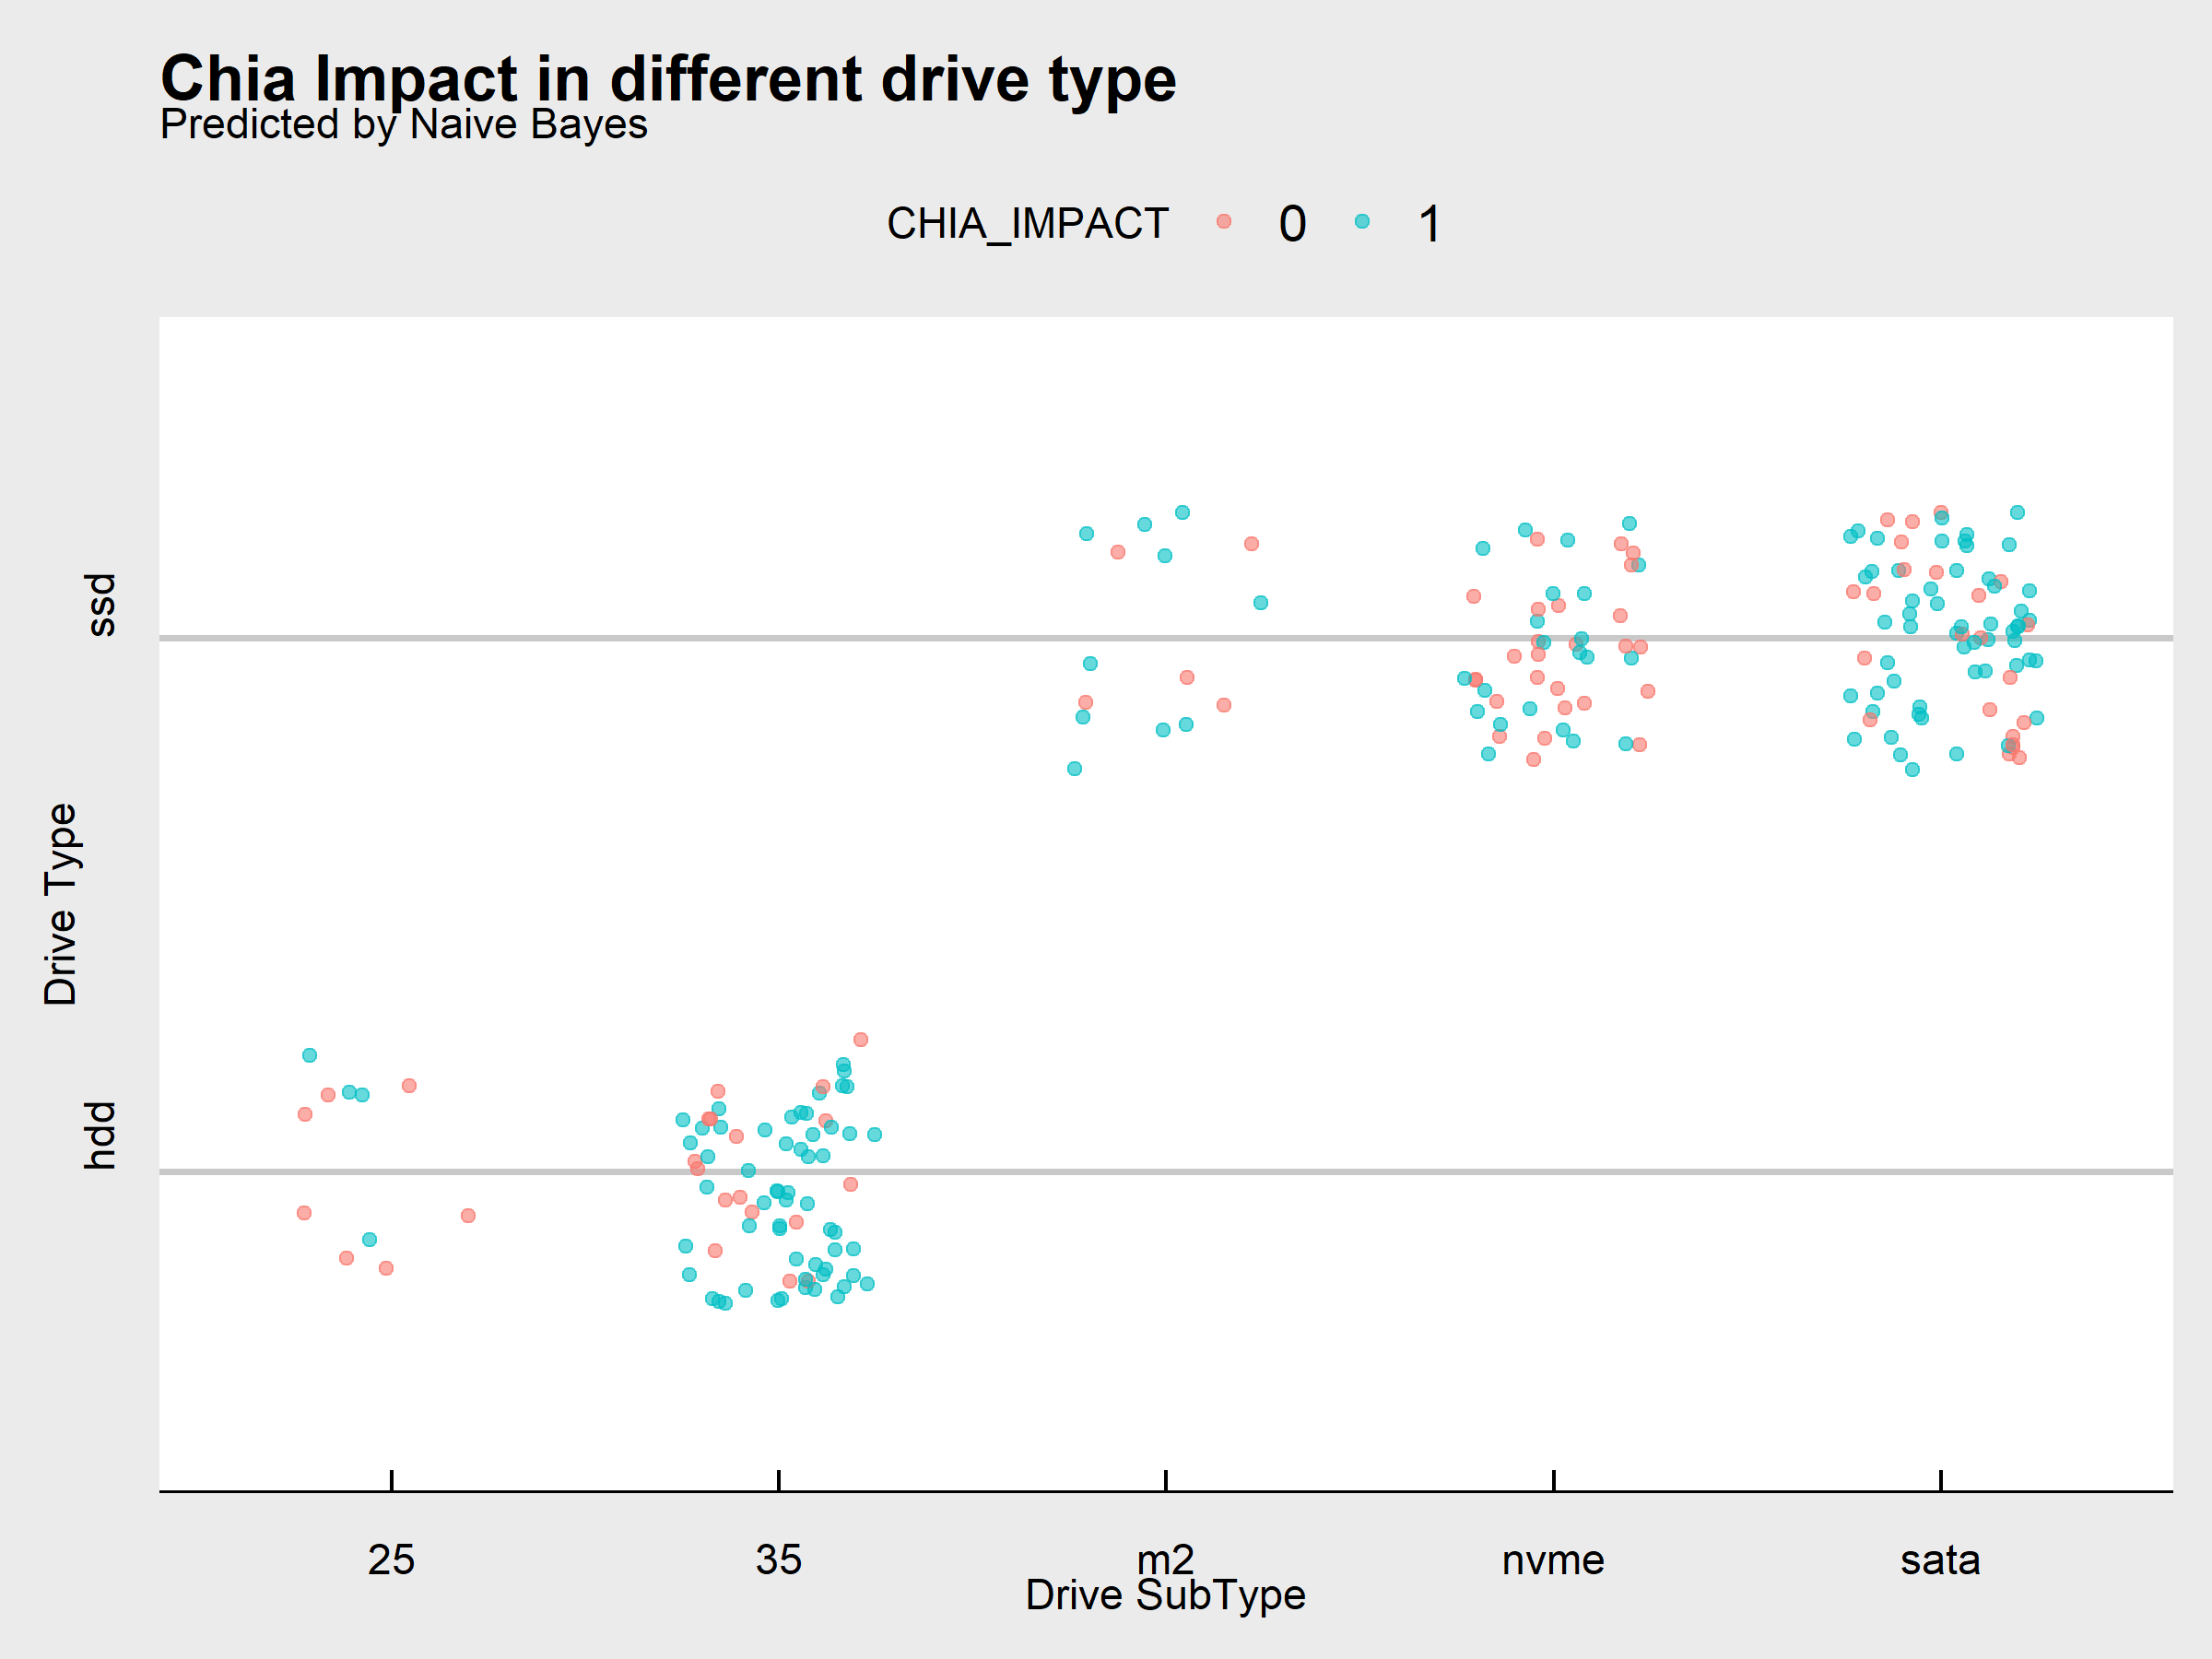 Chia Impact in different drive type
Predicted by Naive Bayes
CHIA_IMPACT 0 1
ssd
Drive Type
hdd
25 35 m2 nvme sata
Drive SubType